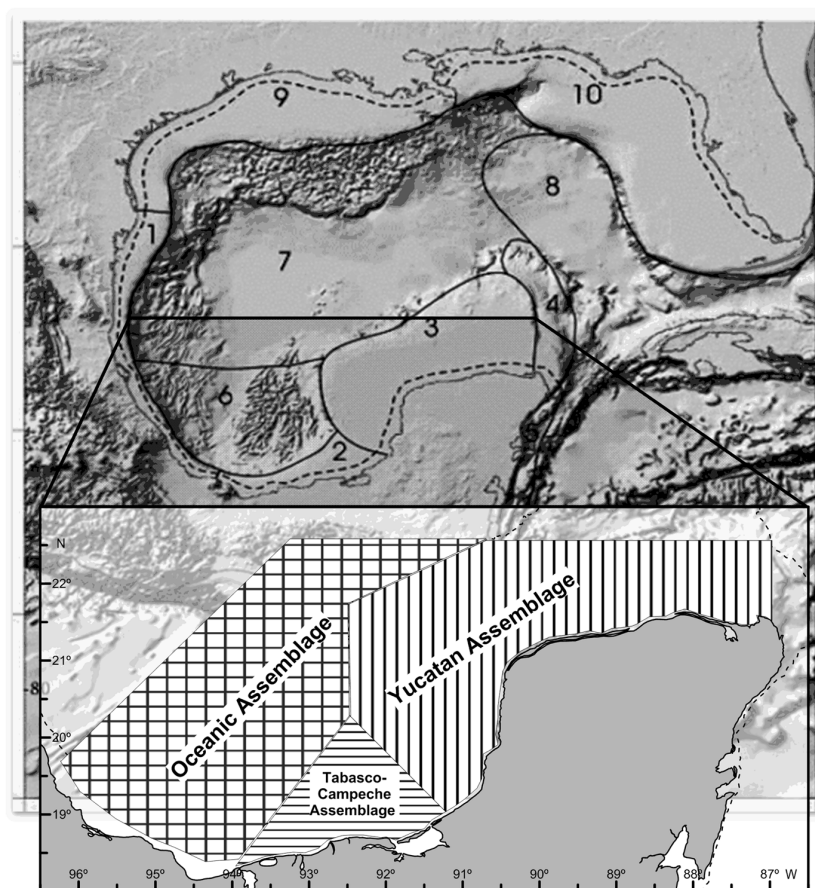 9
10
8
1
7
4
3
6
2
5
N
22°
21°
20°
19°
-80
Oceanic Assemblage
Yucatan Assemblage
Tabasco-
Campeche
Assemblage
96° 95° 94° 93° 92° 91° 90° 89° 88° 87° W